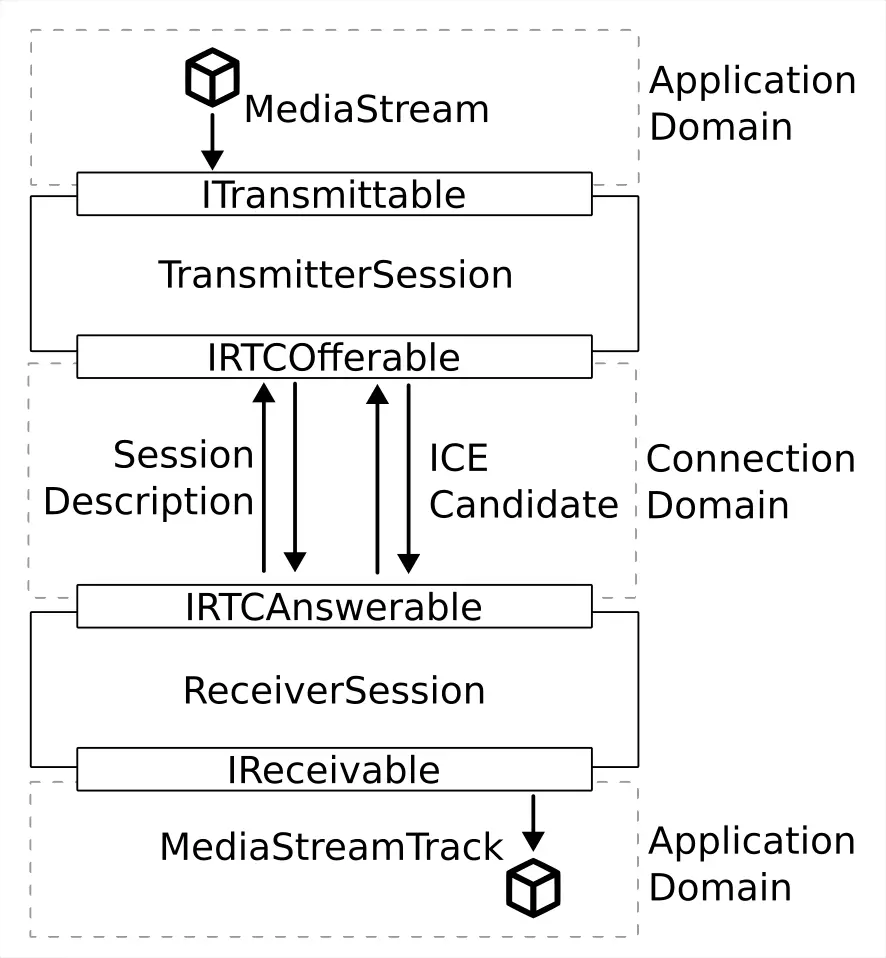 MediaStream
Application
Domain
ITransmittable
TransmitterSession
IRTCOfferable
Session
Description
ICE
Candidate
Connection
Domain
IRTCAnswerable
ReceiverSession
IReceivable
MediaStreamTrack
Application
Domain